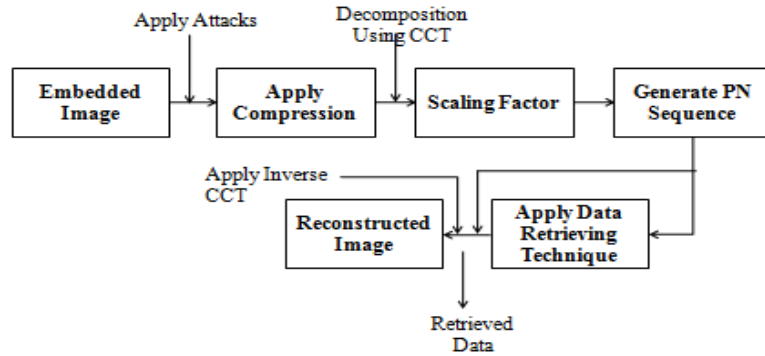 Apply Attacks
Decomposition
Using CCT
Embedded
Image
Apply
Compression
Scaling Factor
Generate PN
Sequence
Apply Inverse
CCT
Reconstructed
Image
Apply Data
Retrieving
Technique
Retrieved
Data